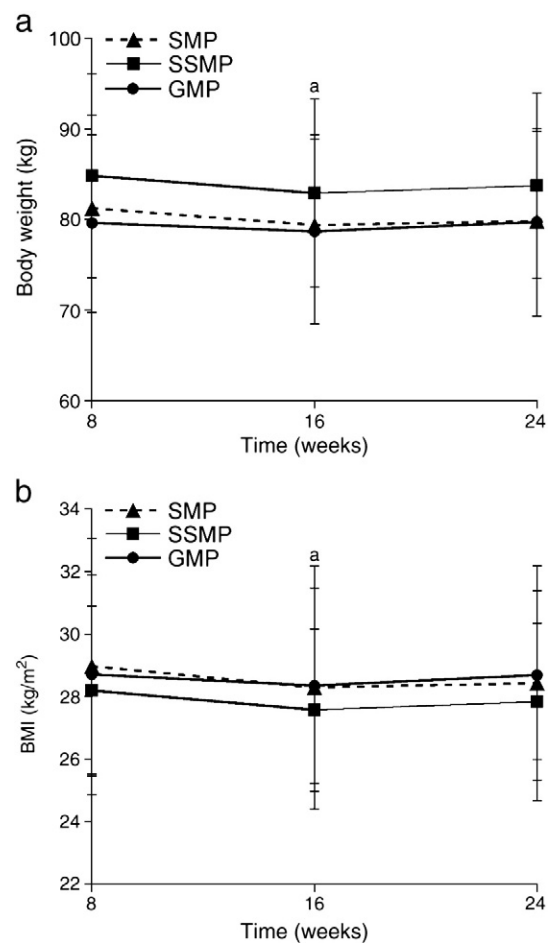 a
100
90
80
70
60
Body weight (kg)
SMP
SSMP
GMP
a
8
16
24
Time (weeks)
b
34
32
30
28
26
24
22
BMI (kg/m²)
SMP
SSMP
GMP
a
8
16
24
Time (weeks)